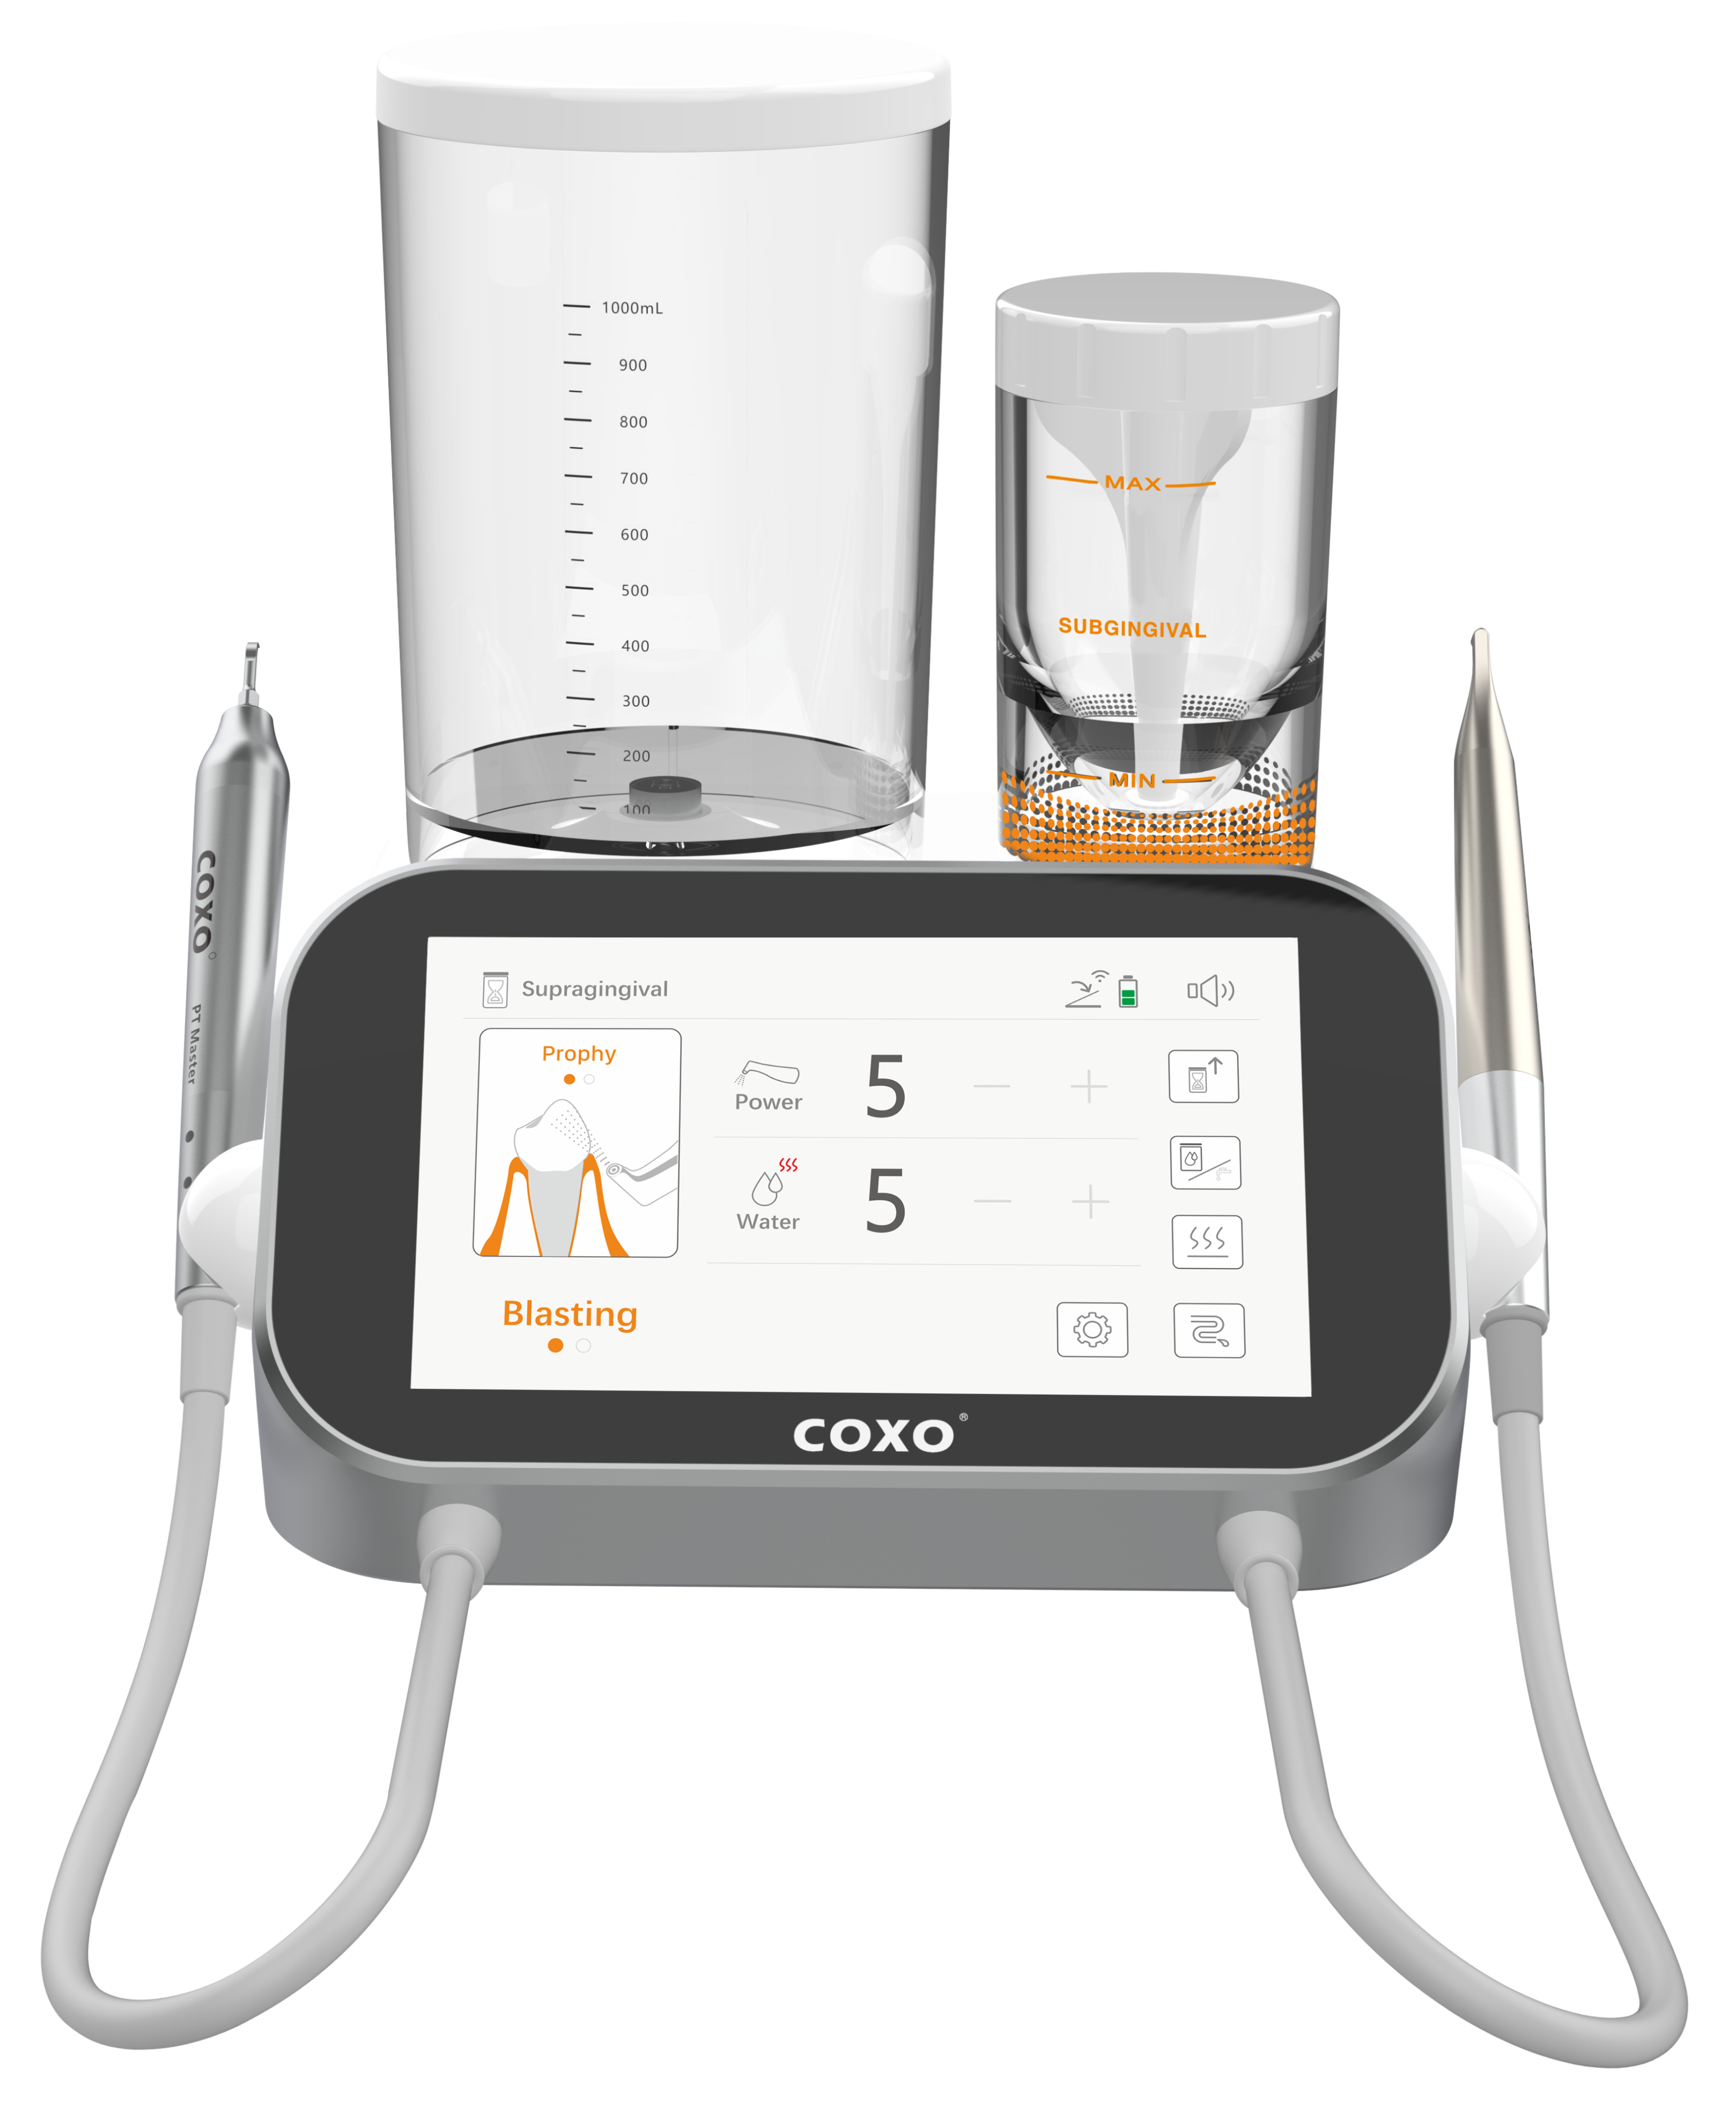 1000mL
900
800
700
600
500
400
300
200
100
MAX
SUBGINGIVAL
MIN
COXO
PT Master
Supragingival
Prophy
Power
5
Water
5
Blasting
COXO®